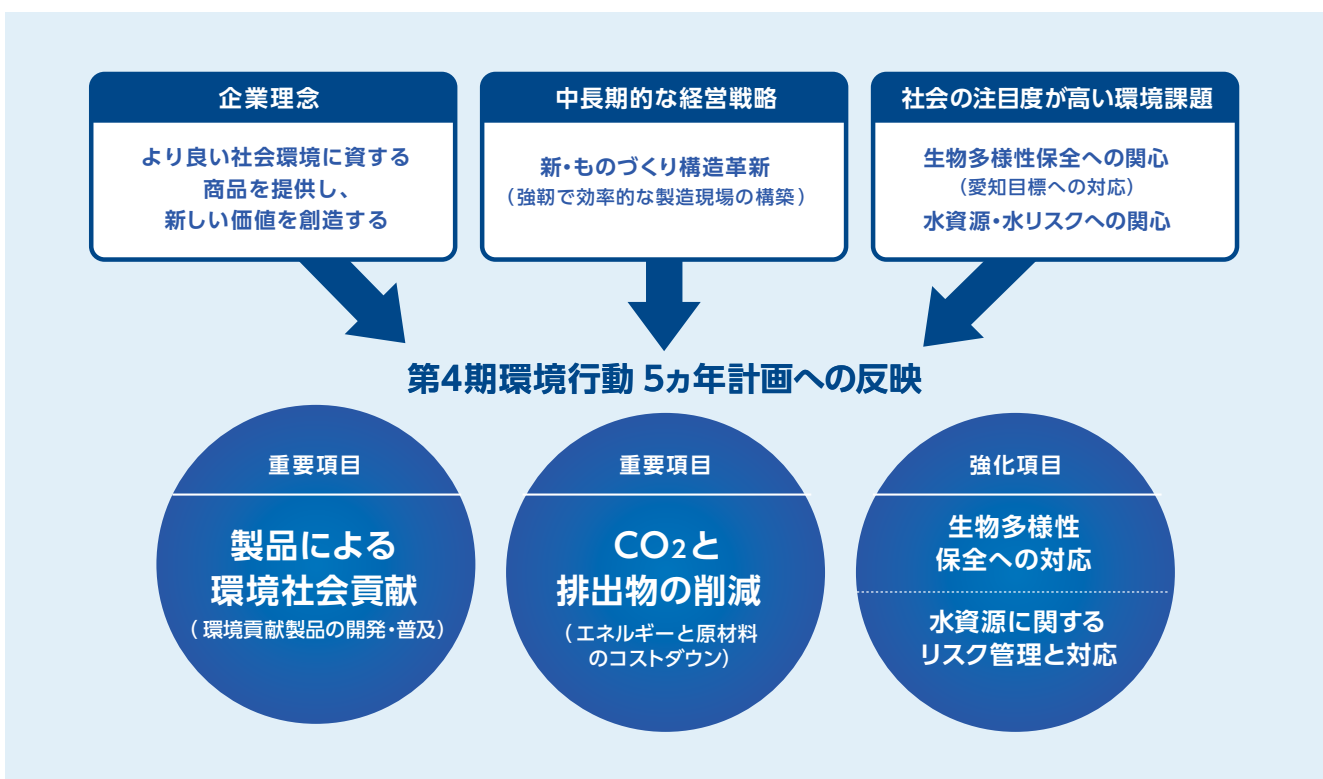 企業理念
より良い社会環境に資する
商品を提供し、
新しい価値を創造する
中長期的な経営戦略
新・ものづくり構造革新
（強靭で効率的な製造現場の構築）
社会の注目度が高い環境課題
生物多様性保全への関心
（愛知目標への対応）
水資源・水リスクへの関心
第4期環境行動 5ヵ年計画への反映
重要項目
製品による
環境社会貢献
（環境貢献製品の開発・普及）
重要項目
CO2と
排出物の削減
（エネルギーと原材料
のコストダウン）
強化項目
生物多様性
保全への対応
水資源に関する
リスク管理と対応